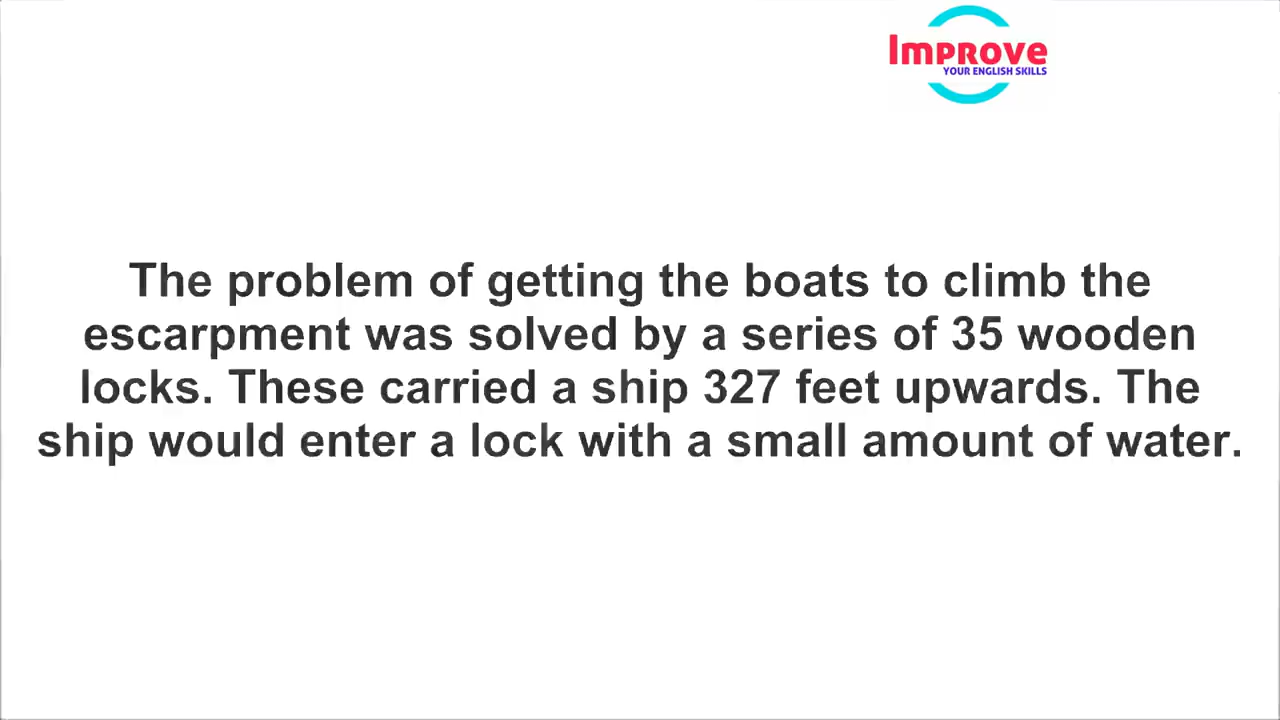 Improve
YOUR ENGLISH SKILLS
The problem of getting the boats to climb the
escarpment was solved by a series of 35 wooden
locks. These carried a ship 327 feet upwards. The
ship would enter a lock with a small amount of water.